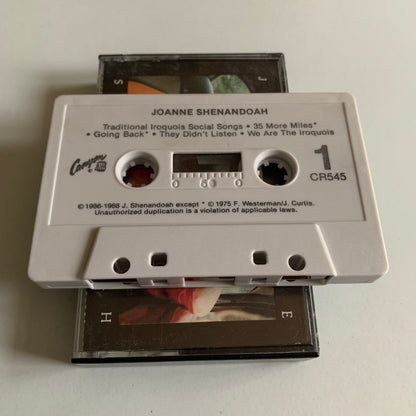 J
S
JOANNE SHENANDOAH
Traditional Iroquois Social Songs • 35 More Miles*
• Going Back* • They Didn't Listen • We Are The Iroquois
Canyon
1
CR545
© 1986-1988 J. Shenandoah except * © 1975 F. Westerman/J. Curtis.
Unauthorized duplication is a violation of applicable laws.
E
H